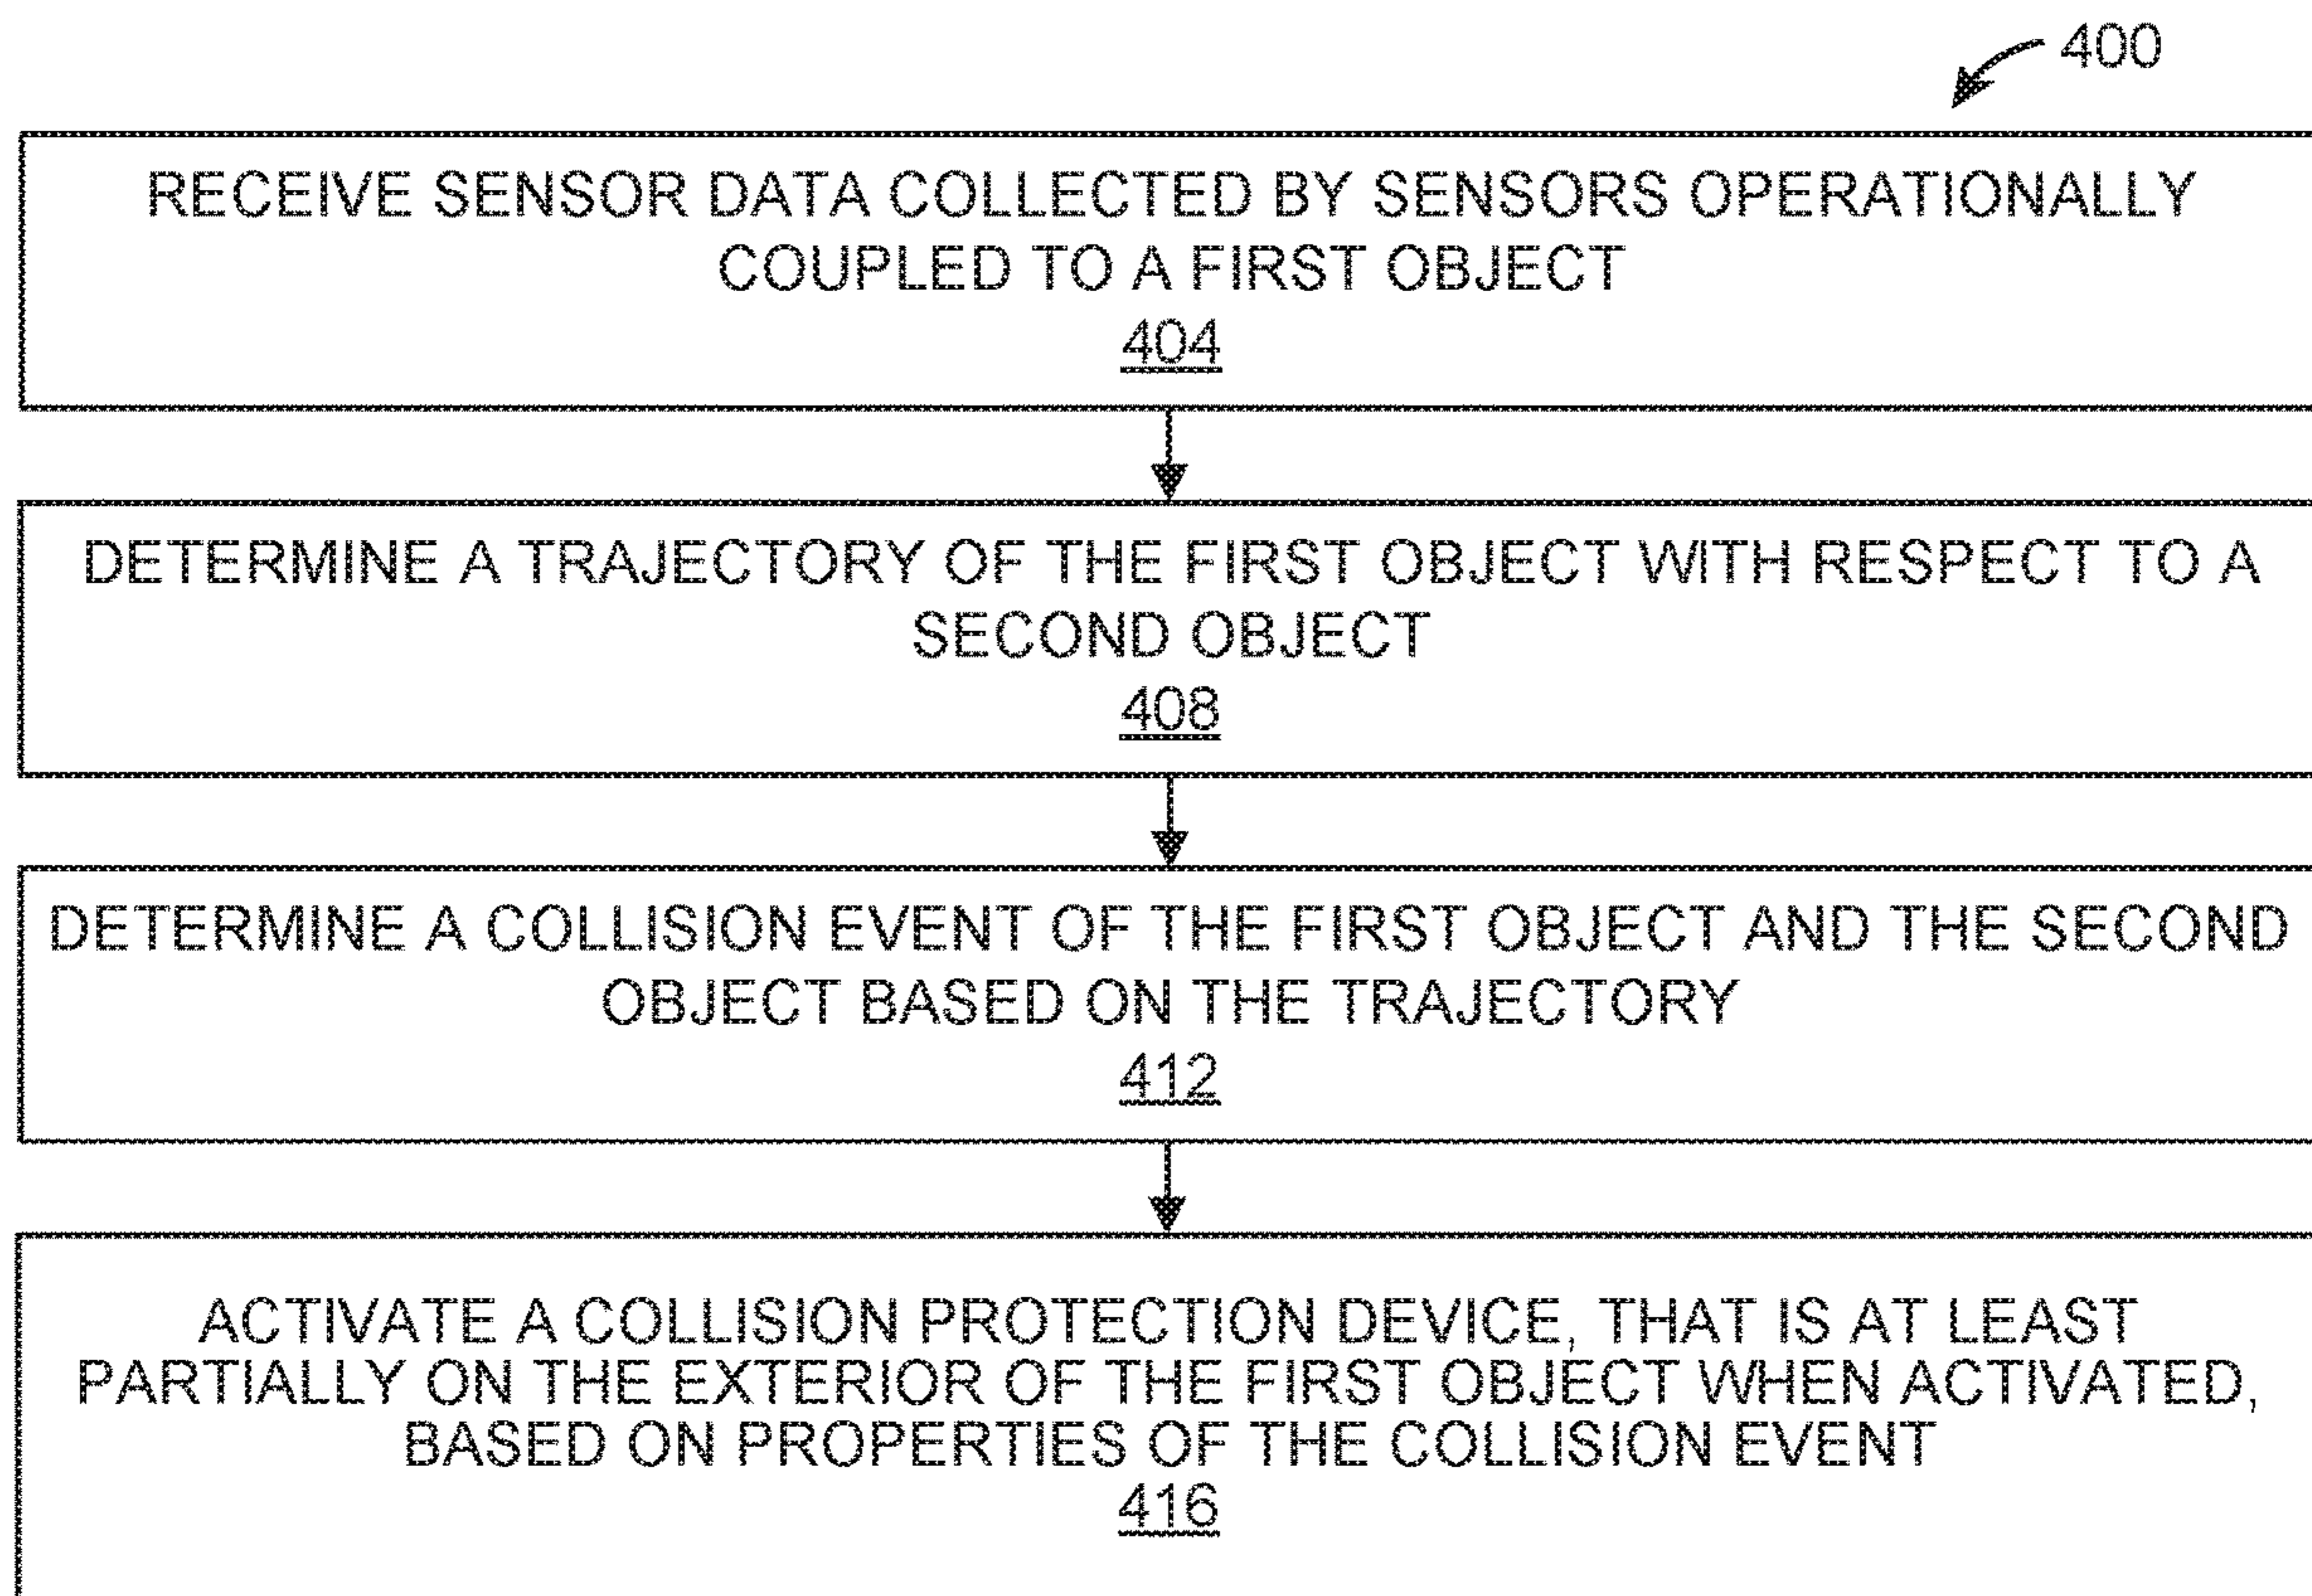 400
RECEIVE SENSOR DATA COLLECTED BY SENSORS OPERATIONALLY
COUPLED TO A FIRST OBJECT
404
DETERMINE A TRAJECTORY OF THE FIRST OBJECT WITH RESPECT TO A
SECOND OBJECT
408
DETERMINE A COLLISION EVENT OF THE FIRST OBJECT AND THE SECOND
OBJECT BASED ON THE TRAJECTORY
412
ACTIVATE A COLLISION PROTECTION DEVICE, THAT IS AT LEAST
PARTIALLY ON THE EXTERIOR OF THE FIRST OBJECT WHEN ACTIVATED,
BASED ON PROPERTIES OF THE COLLISION EVENT
416